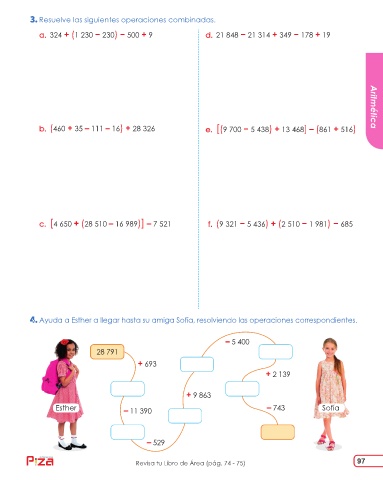 3. Resuelve las siguientes operaciones combinadas.
a. 324 + (1 230 – 230) – 500 + 9
d. 21 848 – 21 314 + 349 – 178 + 19
Aritmética
b. (460 + 35 – 111 – 16) + 28 326
e. [(9 700 – 5 438) + 13 468] – (861 + 516)
c. [4 650 + (28 510 – 16 989)] – 7 521
f. (9 321 – 5 436) + (2 510 – 1 981) – 685
4. Ayuda a Esther a llegar hasta su amiga Sofía, resolviendo las operaciones correspondientes.
– 5 400
28 791
+ 693
+ 2 139
+ 9 863
Esther
– 11 390
– 743
Sofía
– 529
Piza
Revisa tu Libro de Área (pág. 74 - 75)
97